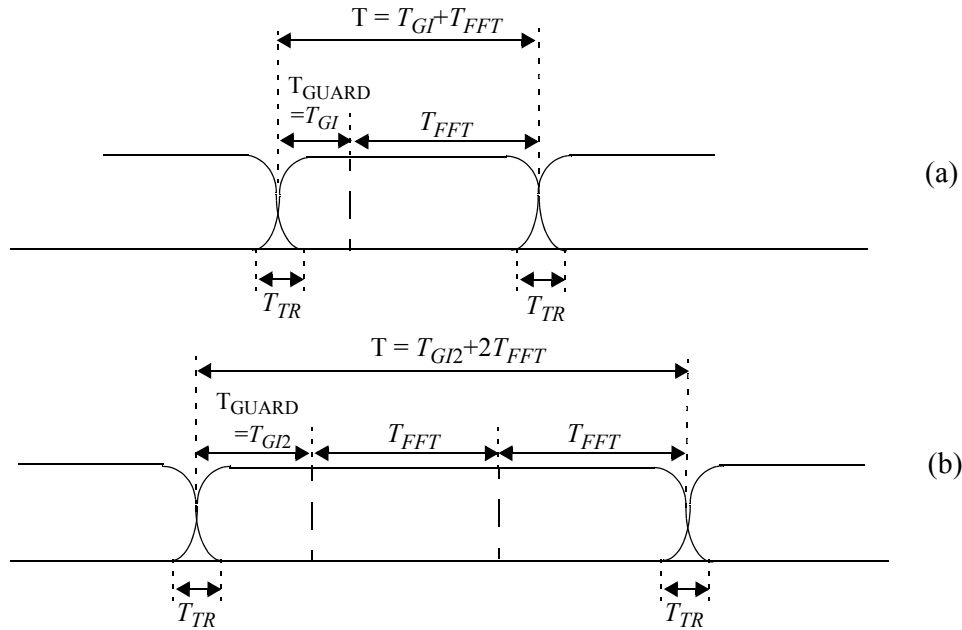 T = T_GI+T_FFT
T_GUARD
=T_GI
T_FFT
(a)
T_TR
T_TR
T = T_GI2+2T_FFT
T_GUARD
=T_GI2
T_FFT
T_FFT
(b)
T_TR
T_TR